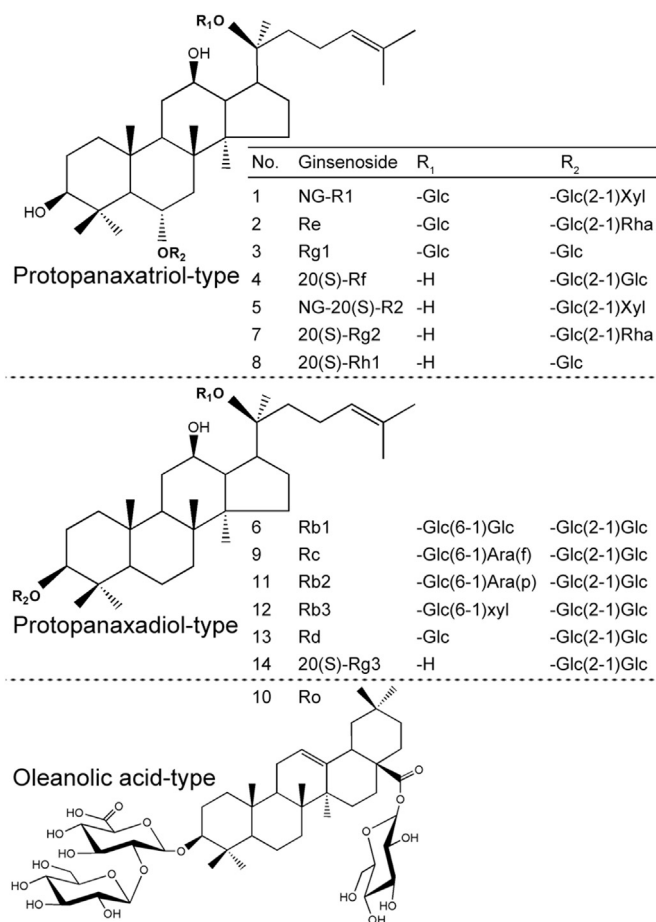 R1O
OH
HO
OR2
Protopanaxatriol-type
No. Ginsenoside R1 R2
1 NG-R1 -Glc -Glc(2-1)Xyl
2 Re -Glc -Glc(2-1)Rha
3 Rg1 -Glc -Glc
4 20(S)-Rf -H -Glc(2-1)Glc
5 NG-20(S)-R2 -H -Glc(2-1)Xyl
7 20(S)-Rg2 -H -Glc(2-1)Rha
8 20(S)-Rh1 -H -Glc
R1O
OH
R2O
Protopanaxadiol-type
6 Rb1 -Glc(6-1)Glc -Glc(2-1)Glc
9 Rc -Glc(6-1)Ara(f) -Glc(2-1)Glc
11 Rb2 -Glc(6-1)Ara(p) -Glc(2-1)Glc
12 Rb3 -Glc(6-1)xyl -Glc(2-1)Glc
13 Rd -Glc -Glc(2-1)Glc
14 20(S)-Rg3 -H -Glc(2-1)Glc
10 Ro
Oleanolic acid-type
O
O
O
HO
HO
O
O
HO
HO
O
HO
O
HO
HO
OH
O
OH
HO
OH
OH